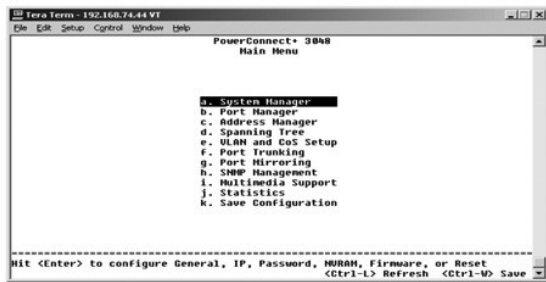 Tera Term - 192.168.74.44 VT
File Edit Setup Control Window Help
PowerConnect+ 3048
Main Menu
a. System Manager
b. Port Manager
c. Address Manager
d. Spanning Tree
e. VLAN and CoS Setup
f. Port Trunking
g. Port Mirroring
h. SNMP Management
i. Multimedia Support
j. Statistics
k. Save Configuration
Hit <Enter> to configure General, IP, Password, NVRAM, Firmware, or Reset
<Ctrl-L> Refresh <Ctrl-W> Save